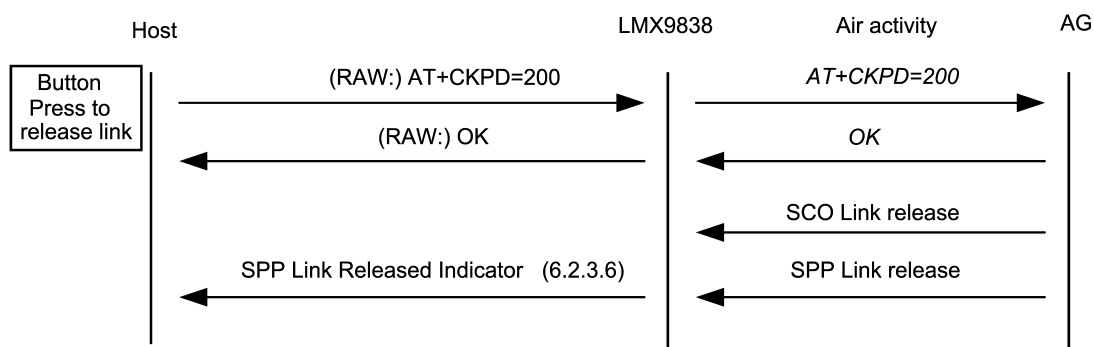 Host
LMX9838
Air activity
AG
Button
Press to
release link
(RAW:) AT+CKPD=200
AT+CKPD=200
(RAW:) OK
OK
SCO Link release
SPP Link Released Indicator (6.2.3.6)
SPP Link release